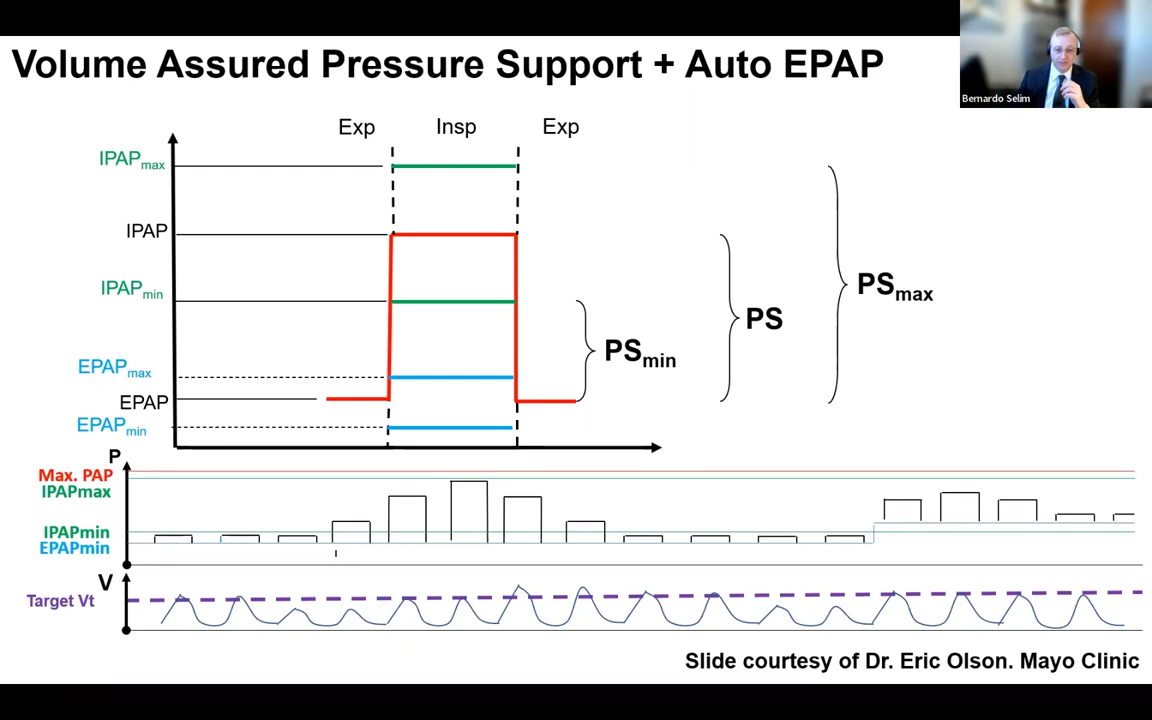 Volume Assured Pressure Support + Auto EPAP
Bernardo Selim
Exp Insp Exp
IPAPmax
IPAP
IPAPmin
EPAPmax
EPAP
EPAPmin
PSmin
PS
PSmax
P
Max. PAP
IPAPmax
IPAPmin
EPAPmin
V
Target Vt
Slide courtesy of Dr. Eric Olson. Mayo Clinic